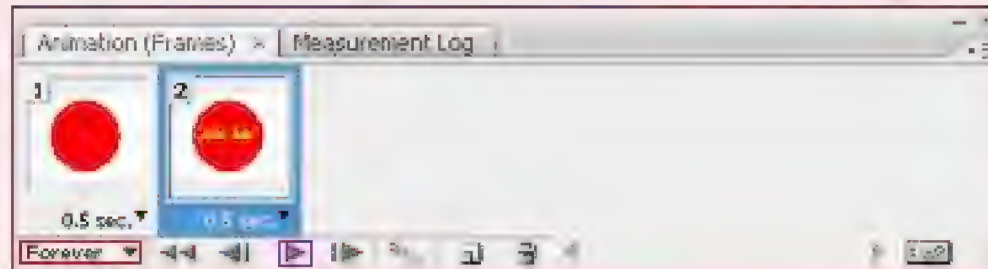 Animation (Frames) × Measurement Log
1 2
0.5 sec. 0.5 sec.
Forever